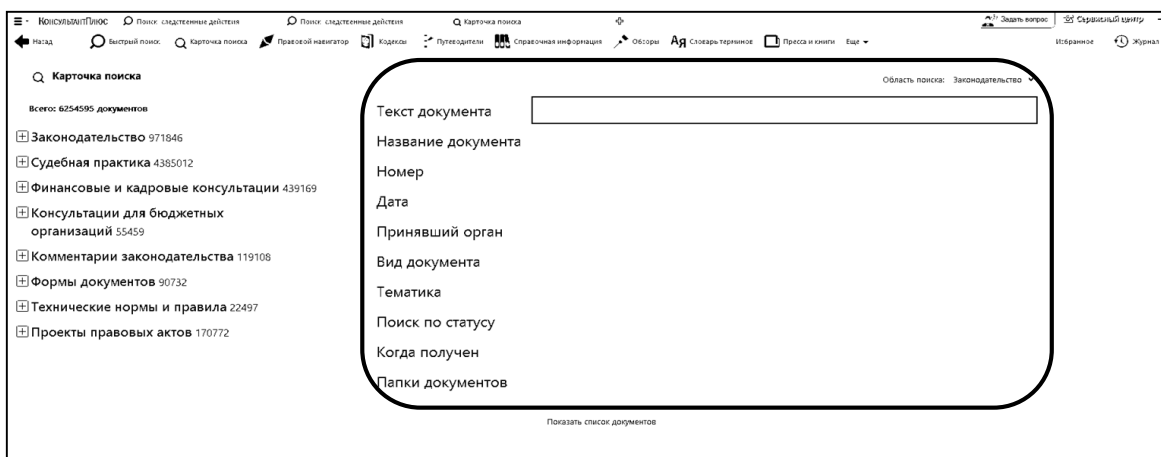 КонсультантПлюс Поиск следственные действия Поиск следственные действия Карточка поиска Задать вопрос Сервисный центр
Назад Быстрый поиск Карточка поиска Правовой навигатор Кодексы Путеводители Справочная информация Обзоры Словарь терминов Пресса и книги Еще Избранное Журнал
Карточка поиска
Всего: 6254595 документов
Законодательство 971846
Судебная практика 4385012
Финансовые и кадровые консультации 439169
Консультации для бюджетных
организаций 55459
Комментарии законодательства 119108
Формы документов 90732
Технические нормы и правила 22497
Проекты правовых актов 170772
Область поиска: Законодательство
Текст документа
Название документа
Номер
Дата
Принявший орган
Вид документа
Тематика
Поиск по статусу
Когда получен
Папки документов
Показать список документов